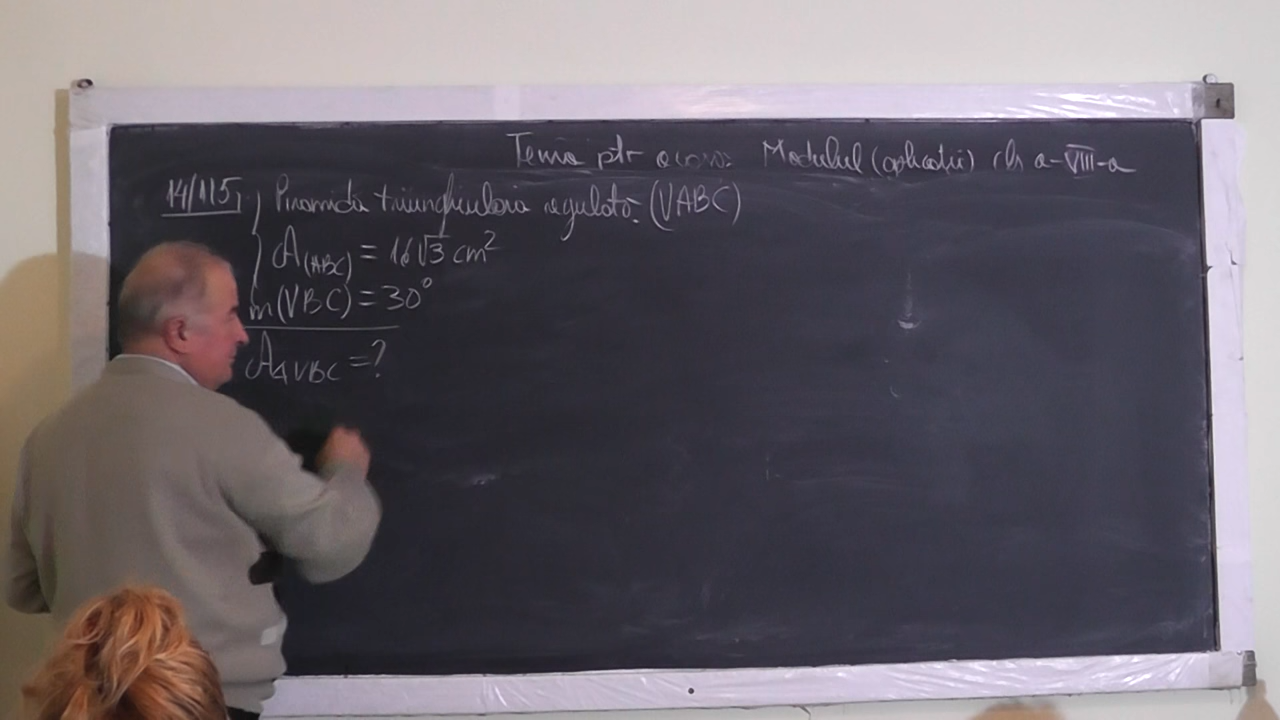 Tema ptr acasă Modulul (aplicații) cls a-VIII-a
14/115, Piramida triunghiulara regulată. (VABC)
A(ABC) = 16√3 cm²
m(VBC) = 30°
A△VBC = ?